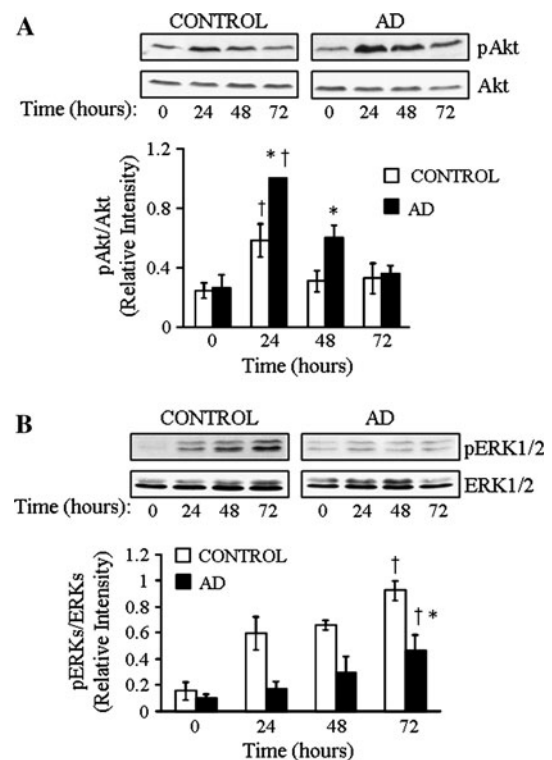 A
CONTROL AD
pAkt
Akt
Time (hours): 0 24 48 72 0 24 48 72
pAkt/Akt
(Relative Intensity)
1.2
0.8
0.4
0
* †
†
*
CONTROL
AD
0 24 48 72
Time (hours)
B
CONTROL AD
pERK1/2
ERK1/2
Time (hours): 0 24 48 72 0 24 48 72
pERKs/ERKs
(Relative Intensity)
1.2
1
0.8
0.6
0.4
0.2
0
CONTROL
AD
†
† *
0 24 48 72
Time (hours)